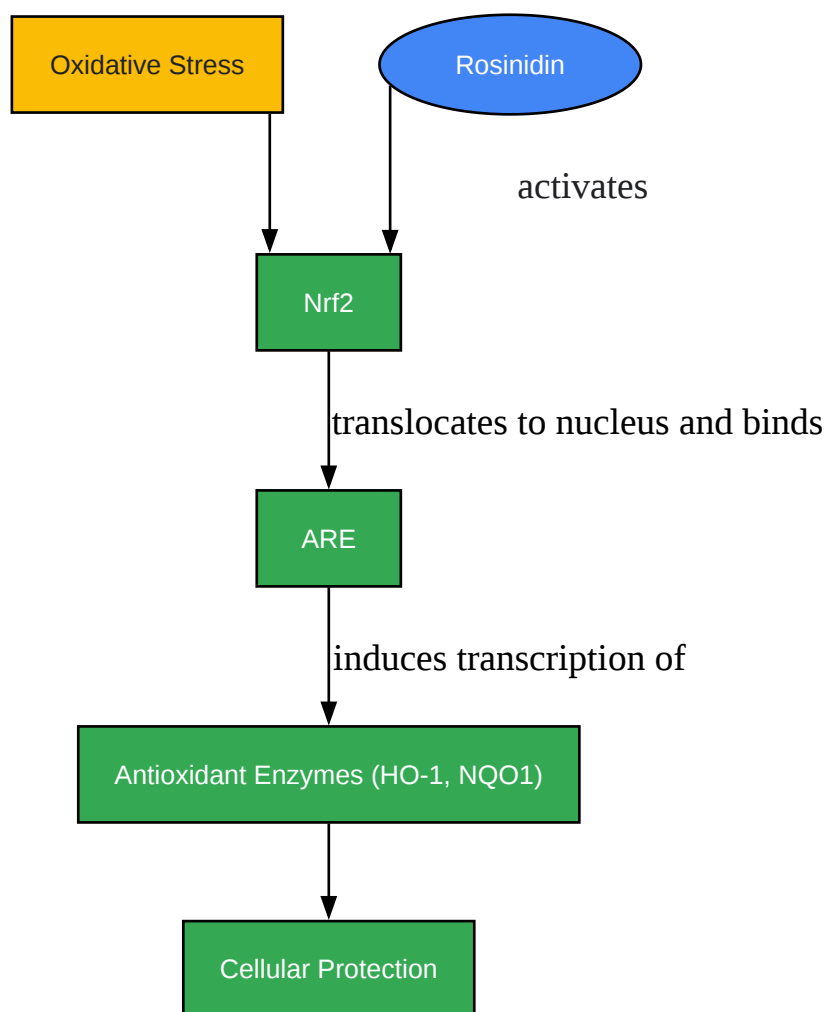 Oxidative Stress
Rosinidin
activates
Nrf2
translocates to nucleus and binds
ARE
induces transcription of
Antioxidant Enzymes (HO-1, NQO1)
Cellular Protection